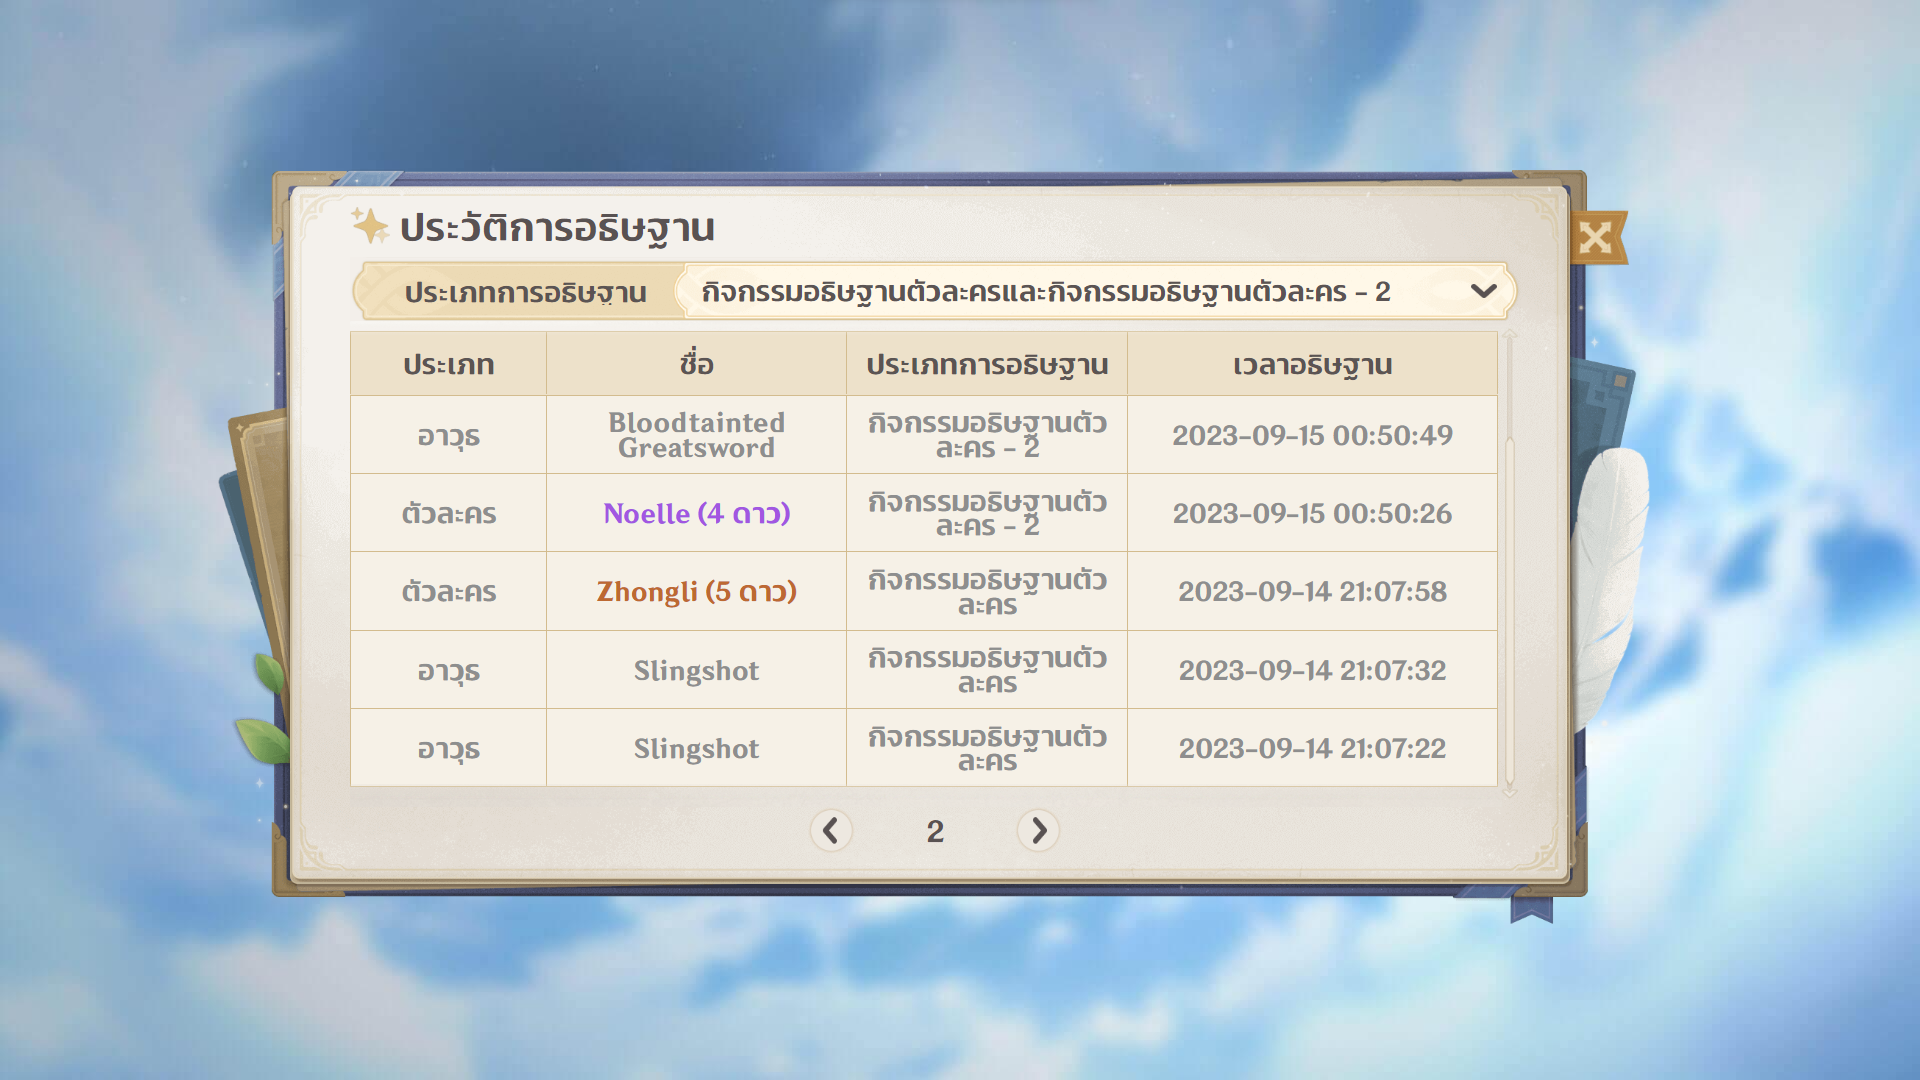 ประวัติการอธิษฐาน
ประเภทการอธิษฐาน กิจกรรมอธิษฐานตัวละครและกิจกรรมอธิษฐานตัวละคร – 2
ประเภท ชื่อ ประเภทการอธิษฐาน เวลาอธิษฐาน
อาวุธ Bloodtainted Greatsword กิจกรรมอธิษฐานตัวละคร – 2 2023-09-15 00:50:49
ตัวละคร Noelle (4 ดาว) กิจกรรมอธิษฐานตัวละคร – 2 2023-09-15 00:50:26
ตัวละคร Zhongli (5 ดาว) กิจกรรมอธิษฐานตัวละคร 2023-09-14 21:07:58
อาวุธ Slingshot กิจกรรมอธิษฐานตัวละคร 2023-09-14 21:07:32
อาวุธ Slingshot กิจกรรมอธิษฐานตัวละคร 2023-09-14 21:07:22
2